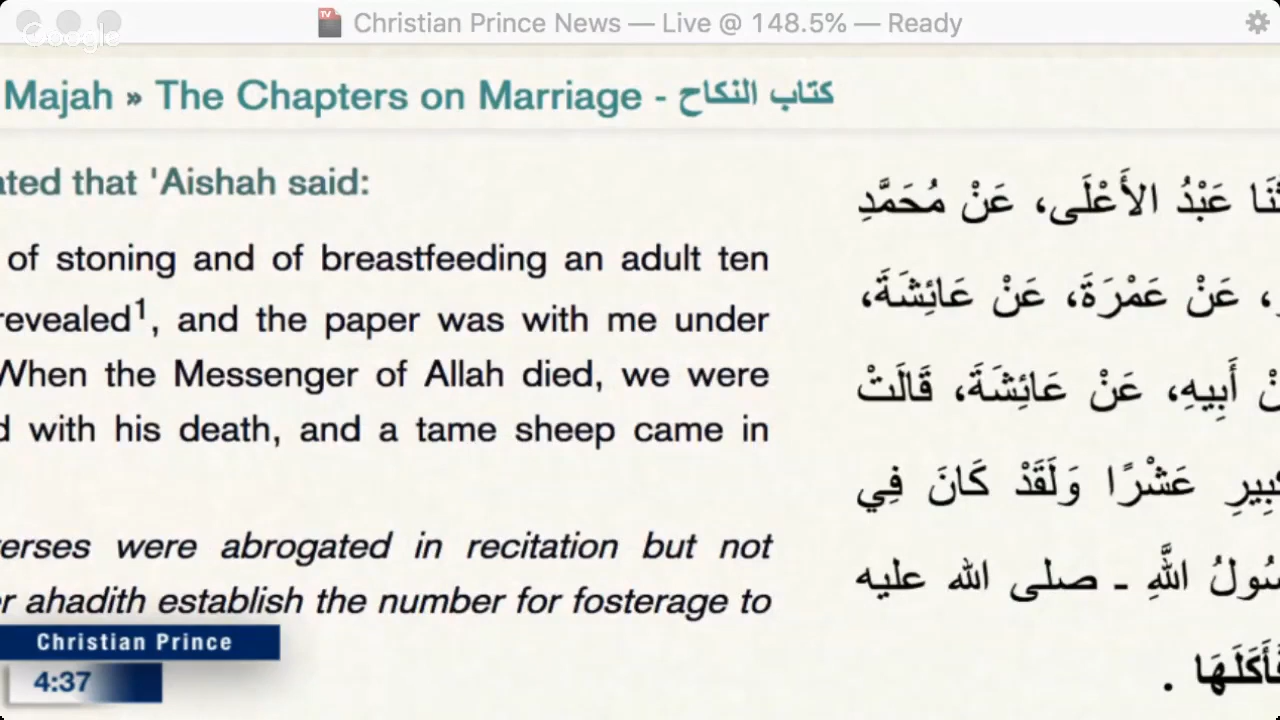 Christian Prince News — Live @ 148.5% — Ready
Google
Majah » The Chapters on Marriage - كتاب النكاح
ated that 'Aishah said:
of stoning and of breastfeeding an adult ten
revealed1, and the paper was with me under
When the Messenger of Allah died, we were
d with his death, and a tame sheep came in
erses were abrogated in recitation but not
er ahadith establish the number for fosterage to
عَبْدُ الأَعْلَى، عَنْ مُحَمَّدِ
، عَنْ عَمْرَةَ، عَنْ عَائِشَةَ،
أَبِيهِ، عَنْ عَائِشَةَ، قَالَتْ
عَشْرًا وَلَقَدْ كَانَ فِي
اللَّهِ ـ صلى الله عليه
فَأَكَلَهَا .
Christian Prince
4:37